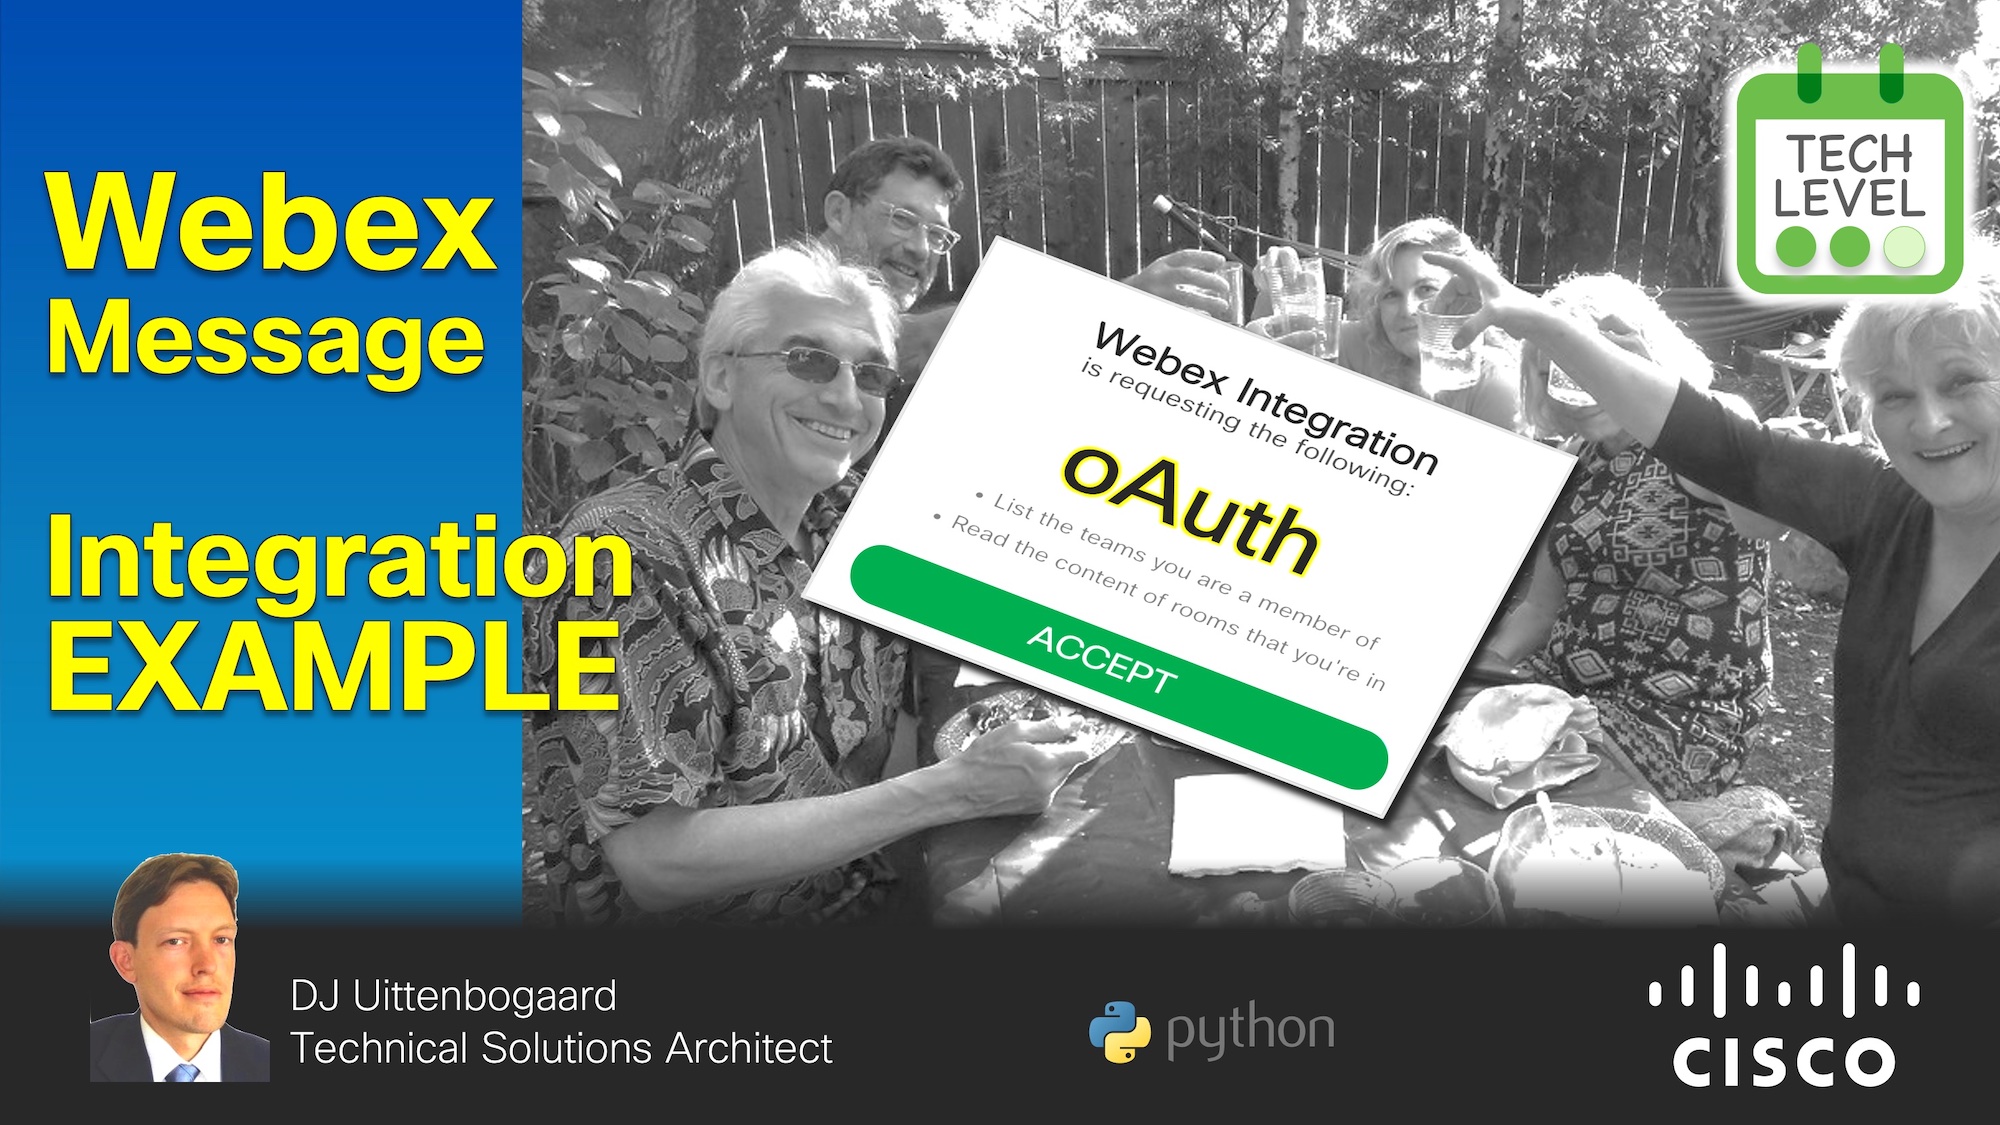 Webex
Message
Integration
EXAMPLE
TECH
LEVEL
Webex Integration
is requesting the following:
oAuth
• List the teams you are a member of
• Read the content of rooms that you're in
ACCEPT
DJ Uittenbogaard
Technical Solutions Architect
python
CISCO